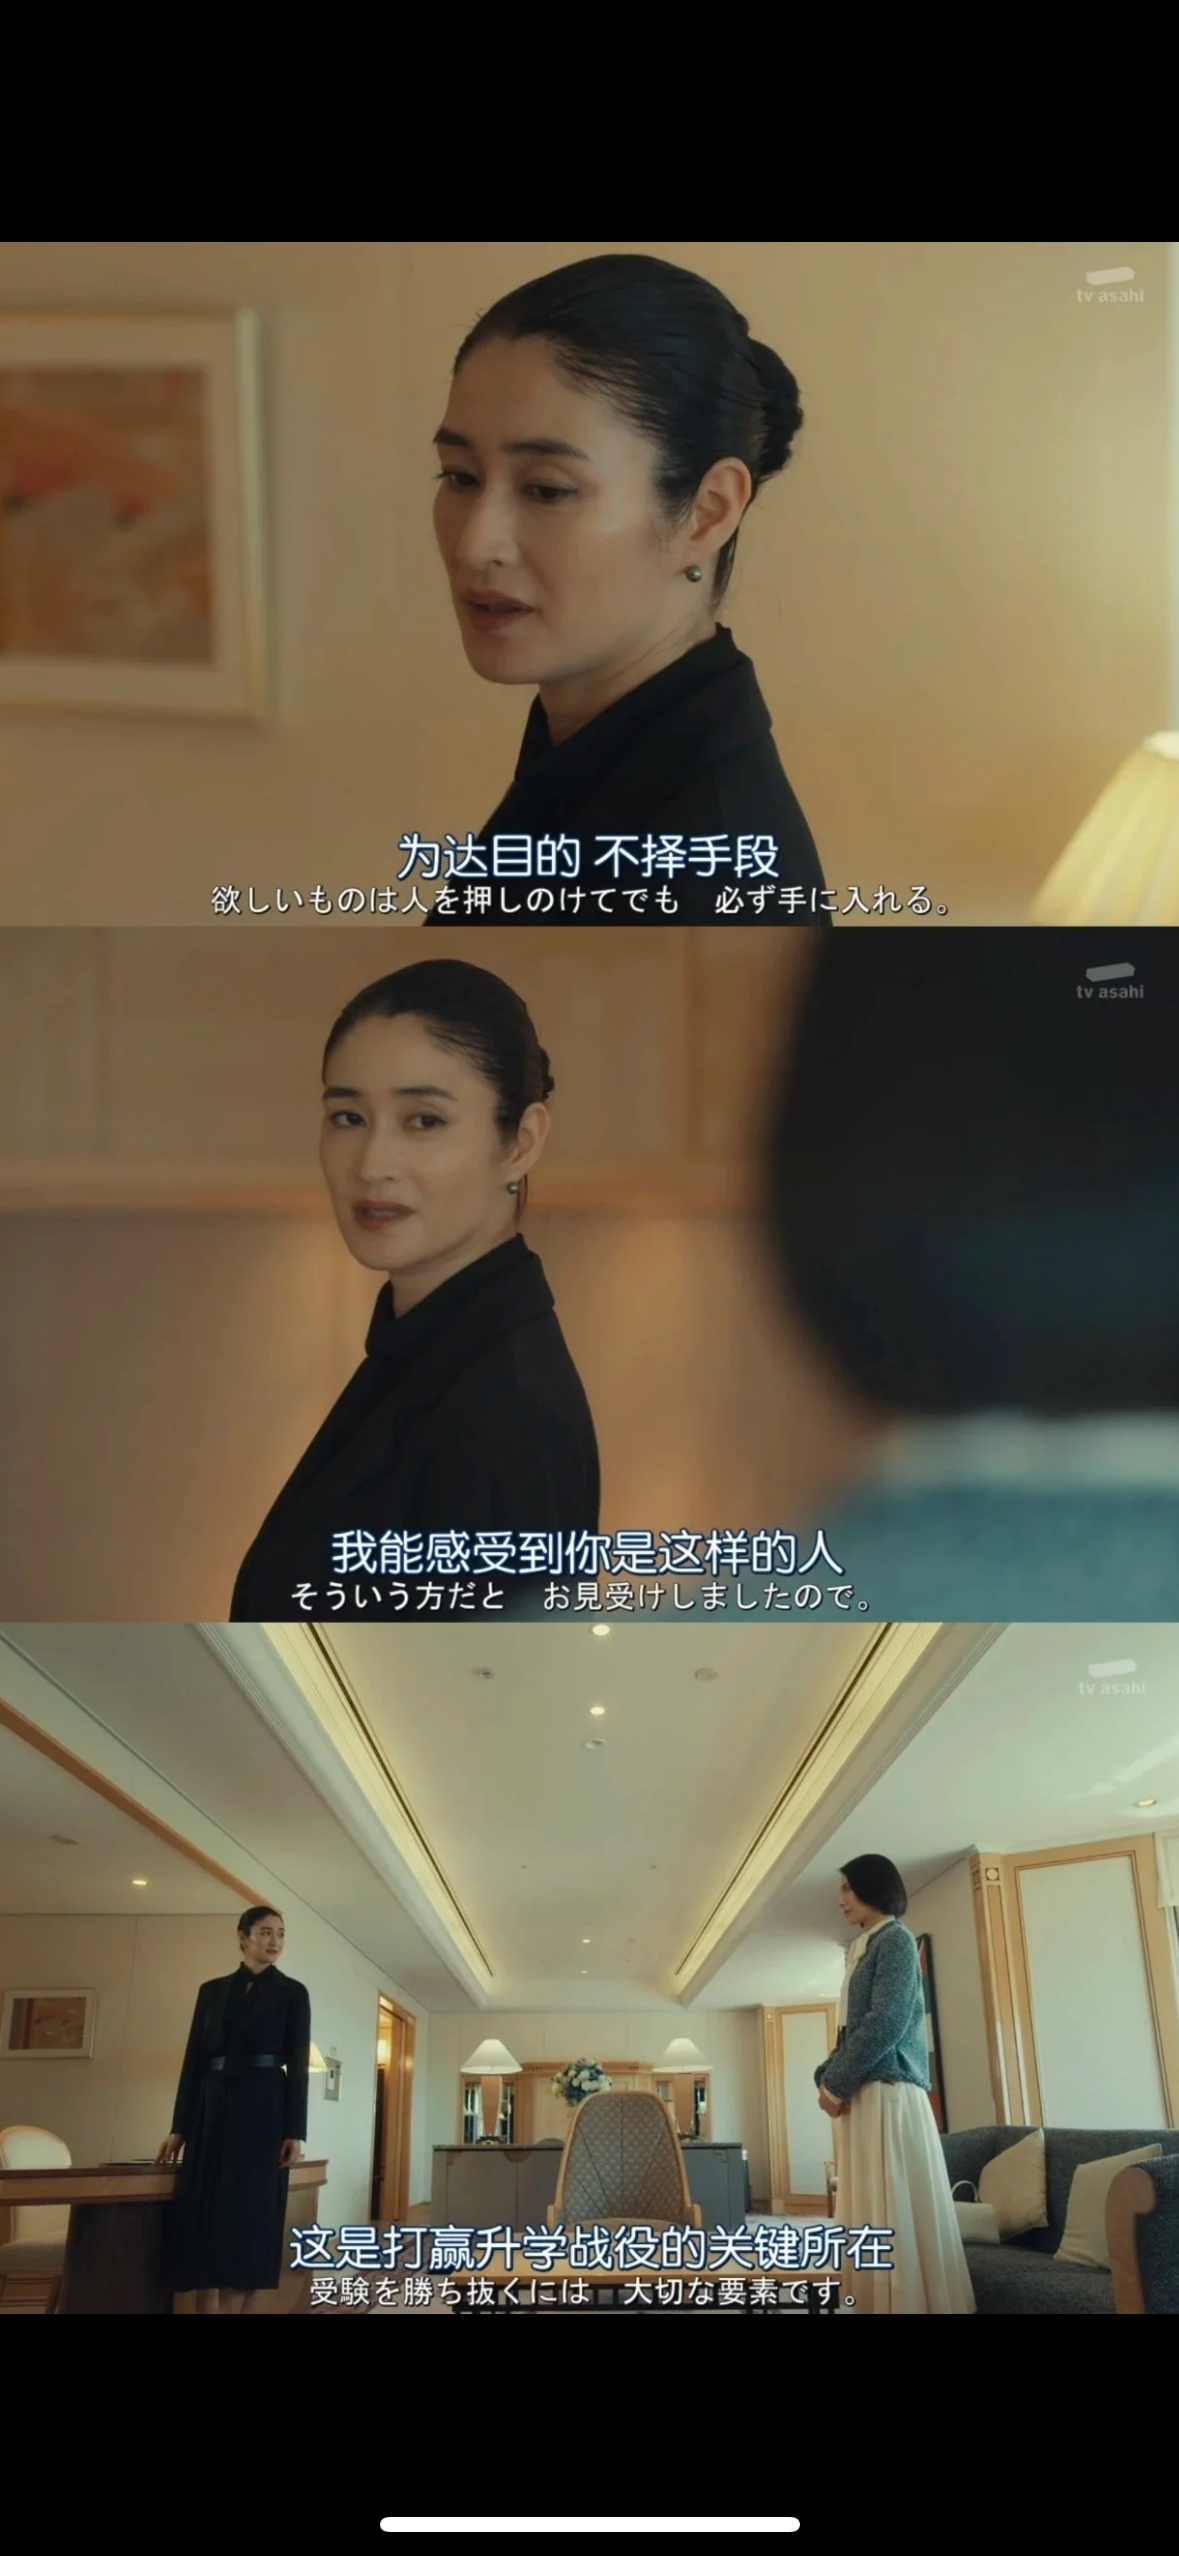 tv asahi
为达目的 不择手段
欲しいものは人を押しのけてでも　必ず手に入れる。
tv asahi
我能感受到你是这样的人
そういう方だと　お見受けしましたので。
tv asahi
这是打赢升学战役的关键所在
受験を勝ち抜くには　大切な要素です。